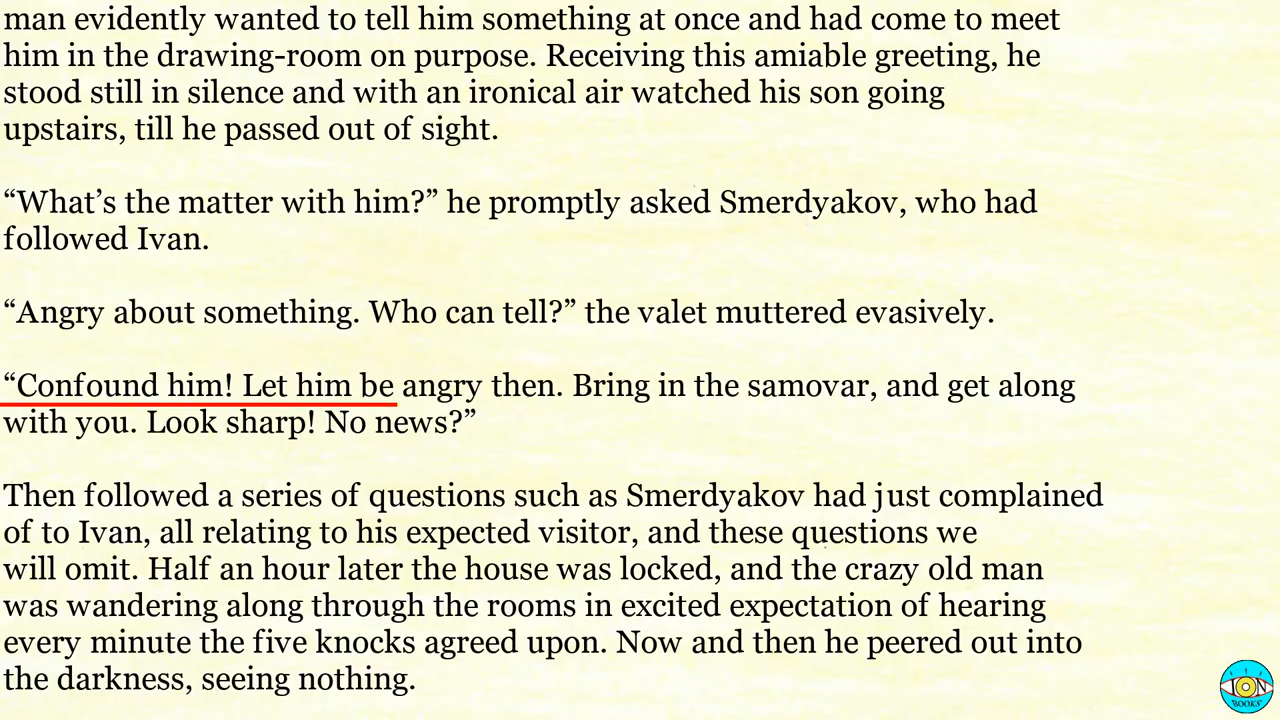 man evidently wanted to tell him something at once and had come to meet
him in the drawing-room on purpose. Receiving this amiable greeting, he
stood still in silence and with an ironical air watched his son going
upstairs, till he passed out of sight.
“What’s the matter with him?” he promptly asked Smerdyakov, who had
followed Ivan.
“Angry about something. Who can tell?” the valet muttered evasively.
“Confound him! Let him be angry then. Bring in the samovar, and get along
with you. Look sharp! No news?”
Then followed a series of questions such as Smerdyakov had just complained
of to Ivan, all relating to his expected visitor, and these questions we
will omit. Half an hour later the house was locked, and the crazy old man
was wandering along through the rooms in excited expectation of hearing
every minute the five knocks agreed upon. Now and then he peered out into
the darkness, seeing nothing.
ION
BOOKS